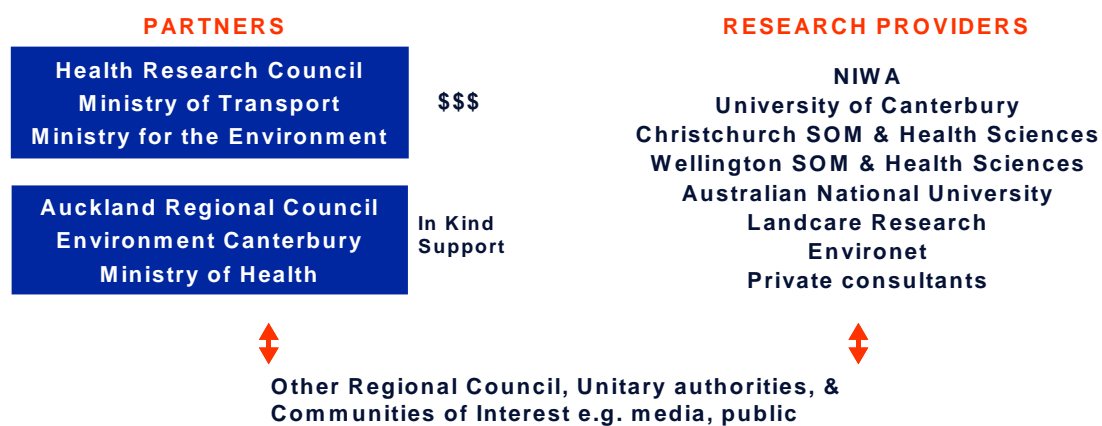 PARTNERS
Health Research Council
Ministry of Transport
Ministry for the Environment
$$$
Auckland Regional Council
Environment Canterbury
Ministry of Health
In Kind
Support
RESEARCH PROVIDERS
NIWA
University of Canterbury
Christchurch SOM & Health Sciences
Wellington SOM & Health Sciences
Australian National University
Landcare Research
Environet
Private consultants
Other Regional Council, Unitary authorities, &
Communities of Interest e.g. media, public